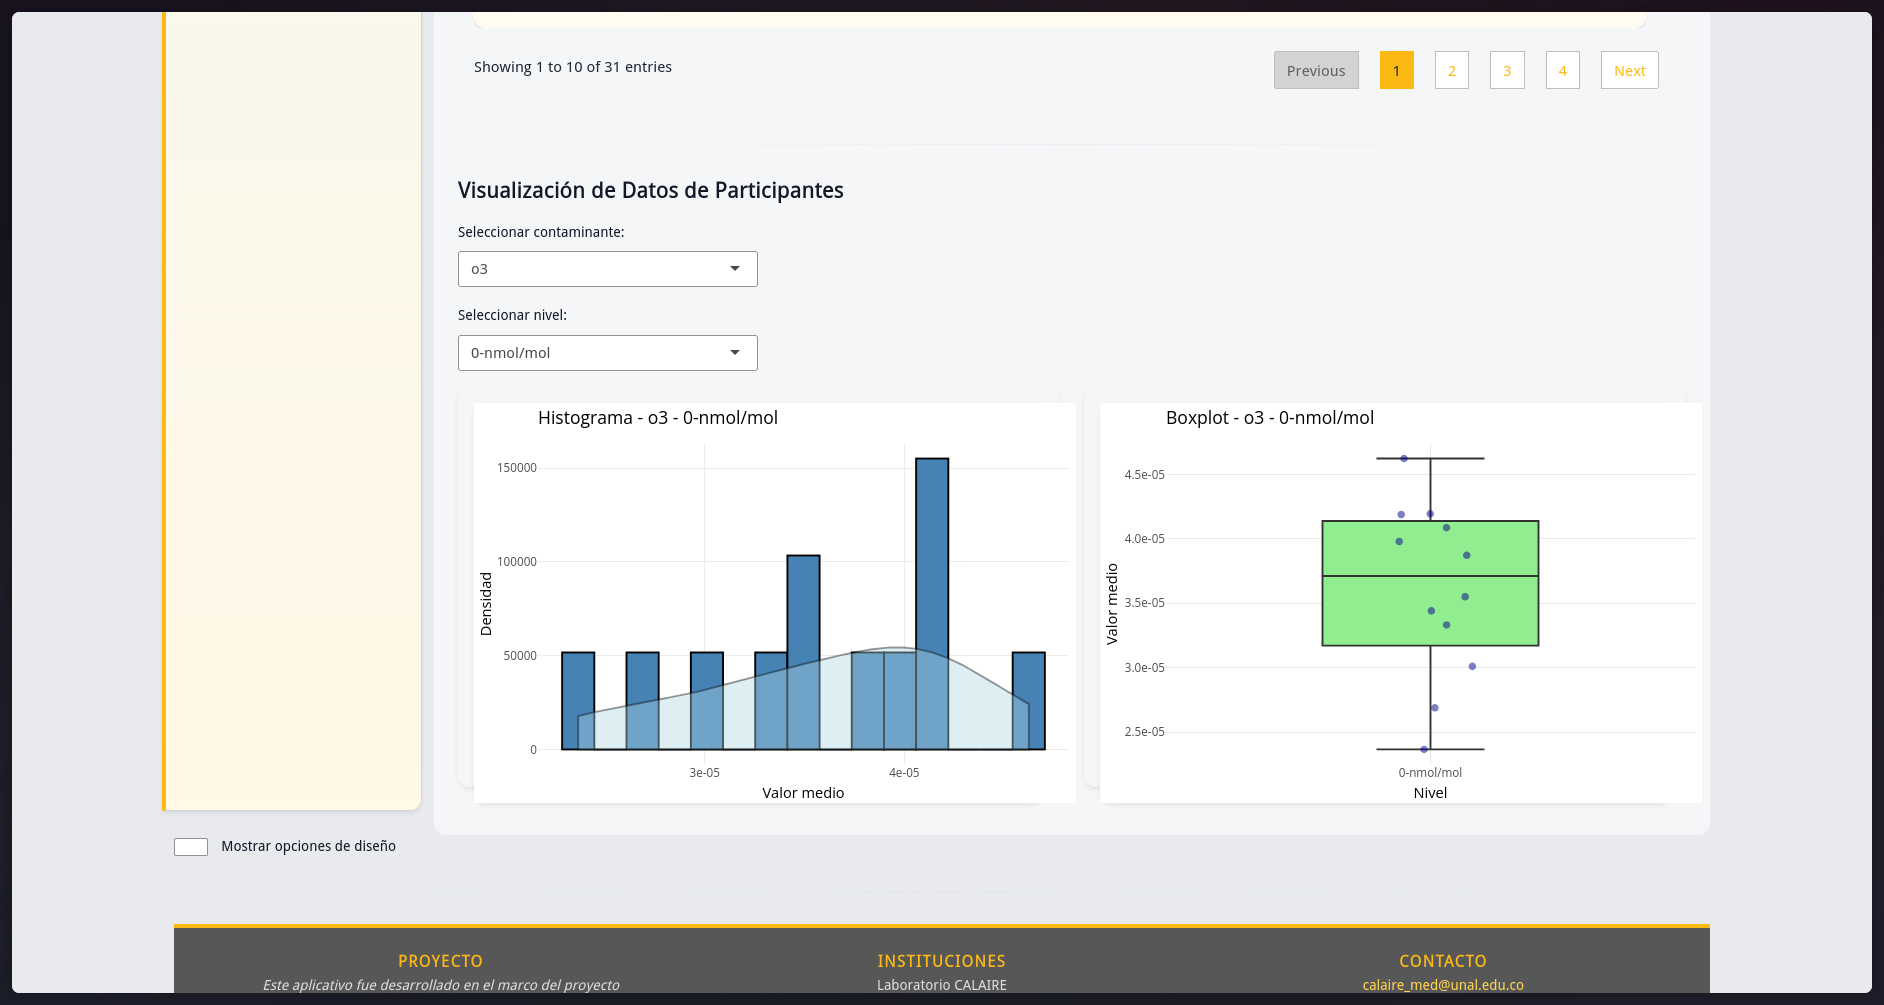 Showing 1 to 10 of 31 entries
Previous 1 2 3 4 Next
Visualización de Datos de Participantes
Seleccionar contaminante:
o3
Seleccionar nivel:
0-nmol/mol
Histograma - o3 - 0-nmol/mol
150000
100000
50000
0
Densidad
3e-05 4e-05
Valor medio
Boxplot - o3 - 0-nmol/mol
4.5e-05
4.0e-05
3.5e-05
3.0e-05
2.5e-05
Valor medio
0-nmol/mol
Nivel
Mostrar opciones de diseño
PROYECTO
Este aplicativo fue desarrollado en el marco del proyecto
INSTITUCIONES
Laboratorio CALAIRE
CONTACTO
calaire_med@unal.edu.co